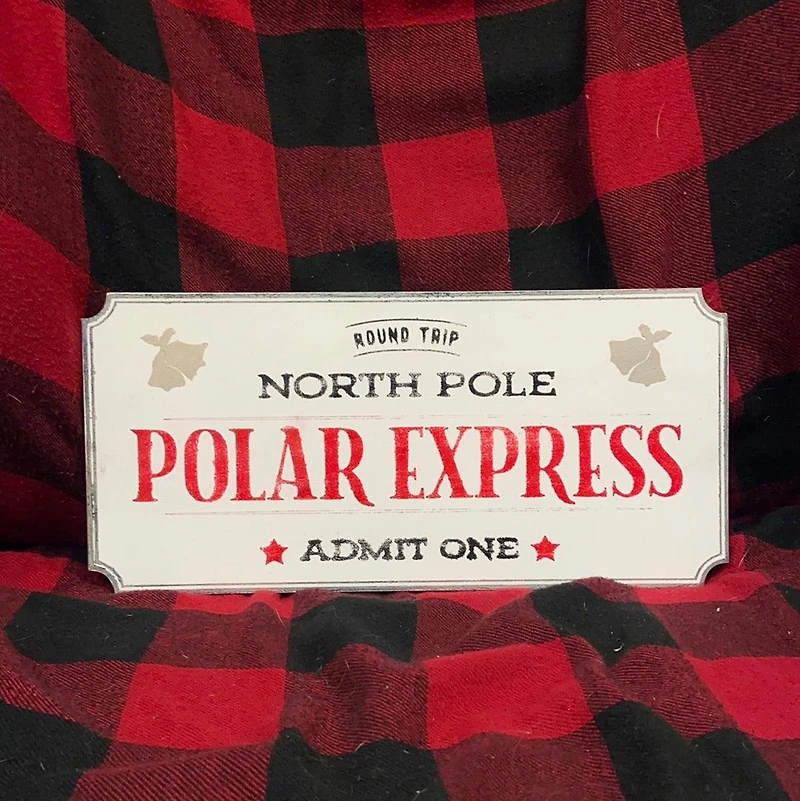 ROUND TRIP
NORTH POLE
POLAR EXPRESS
ADMIT ONE